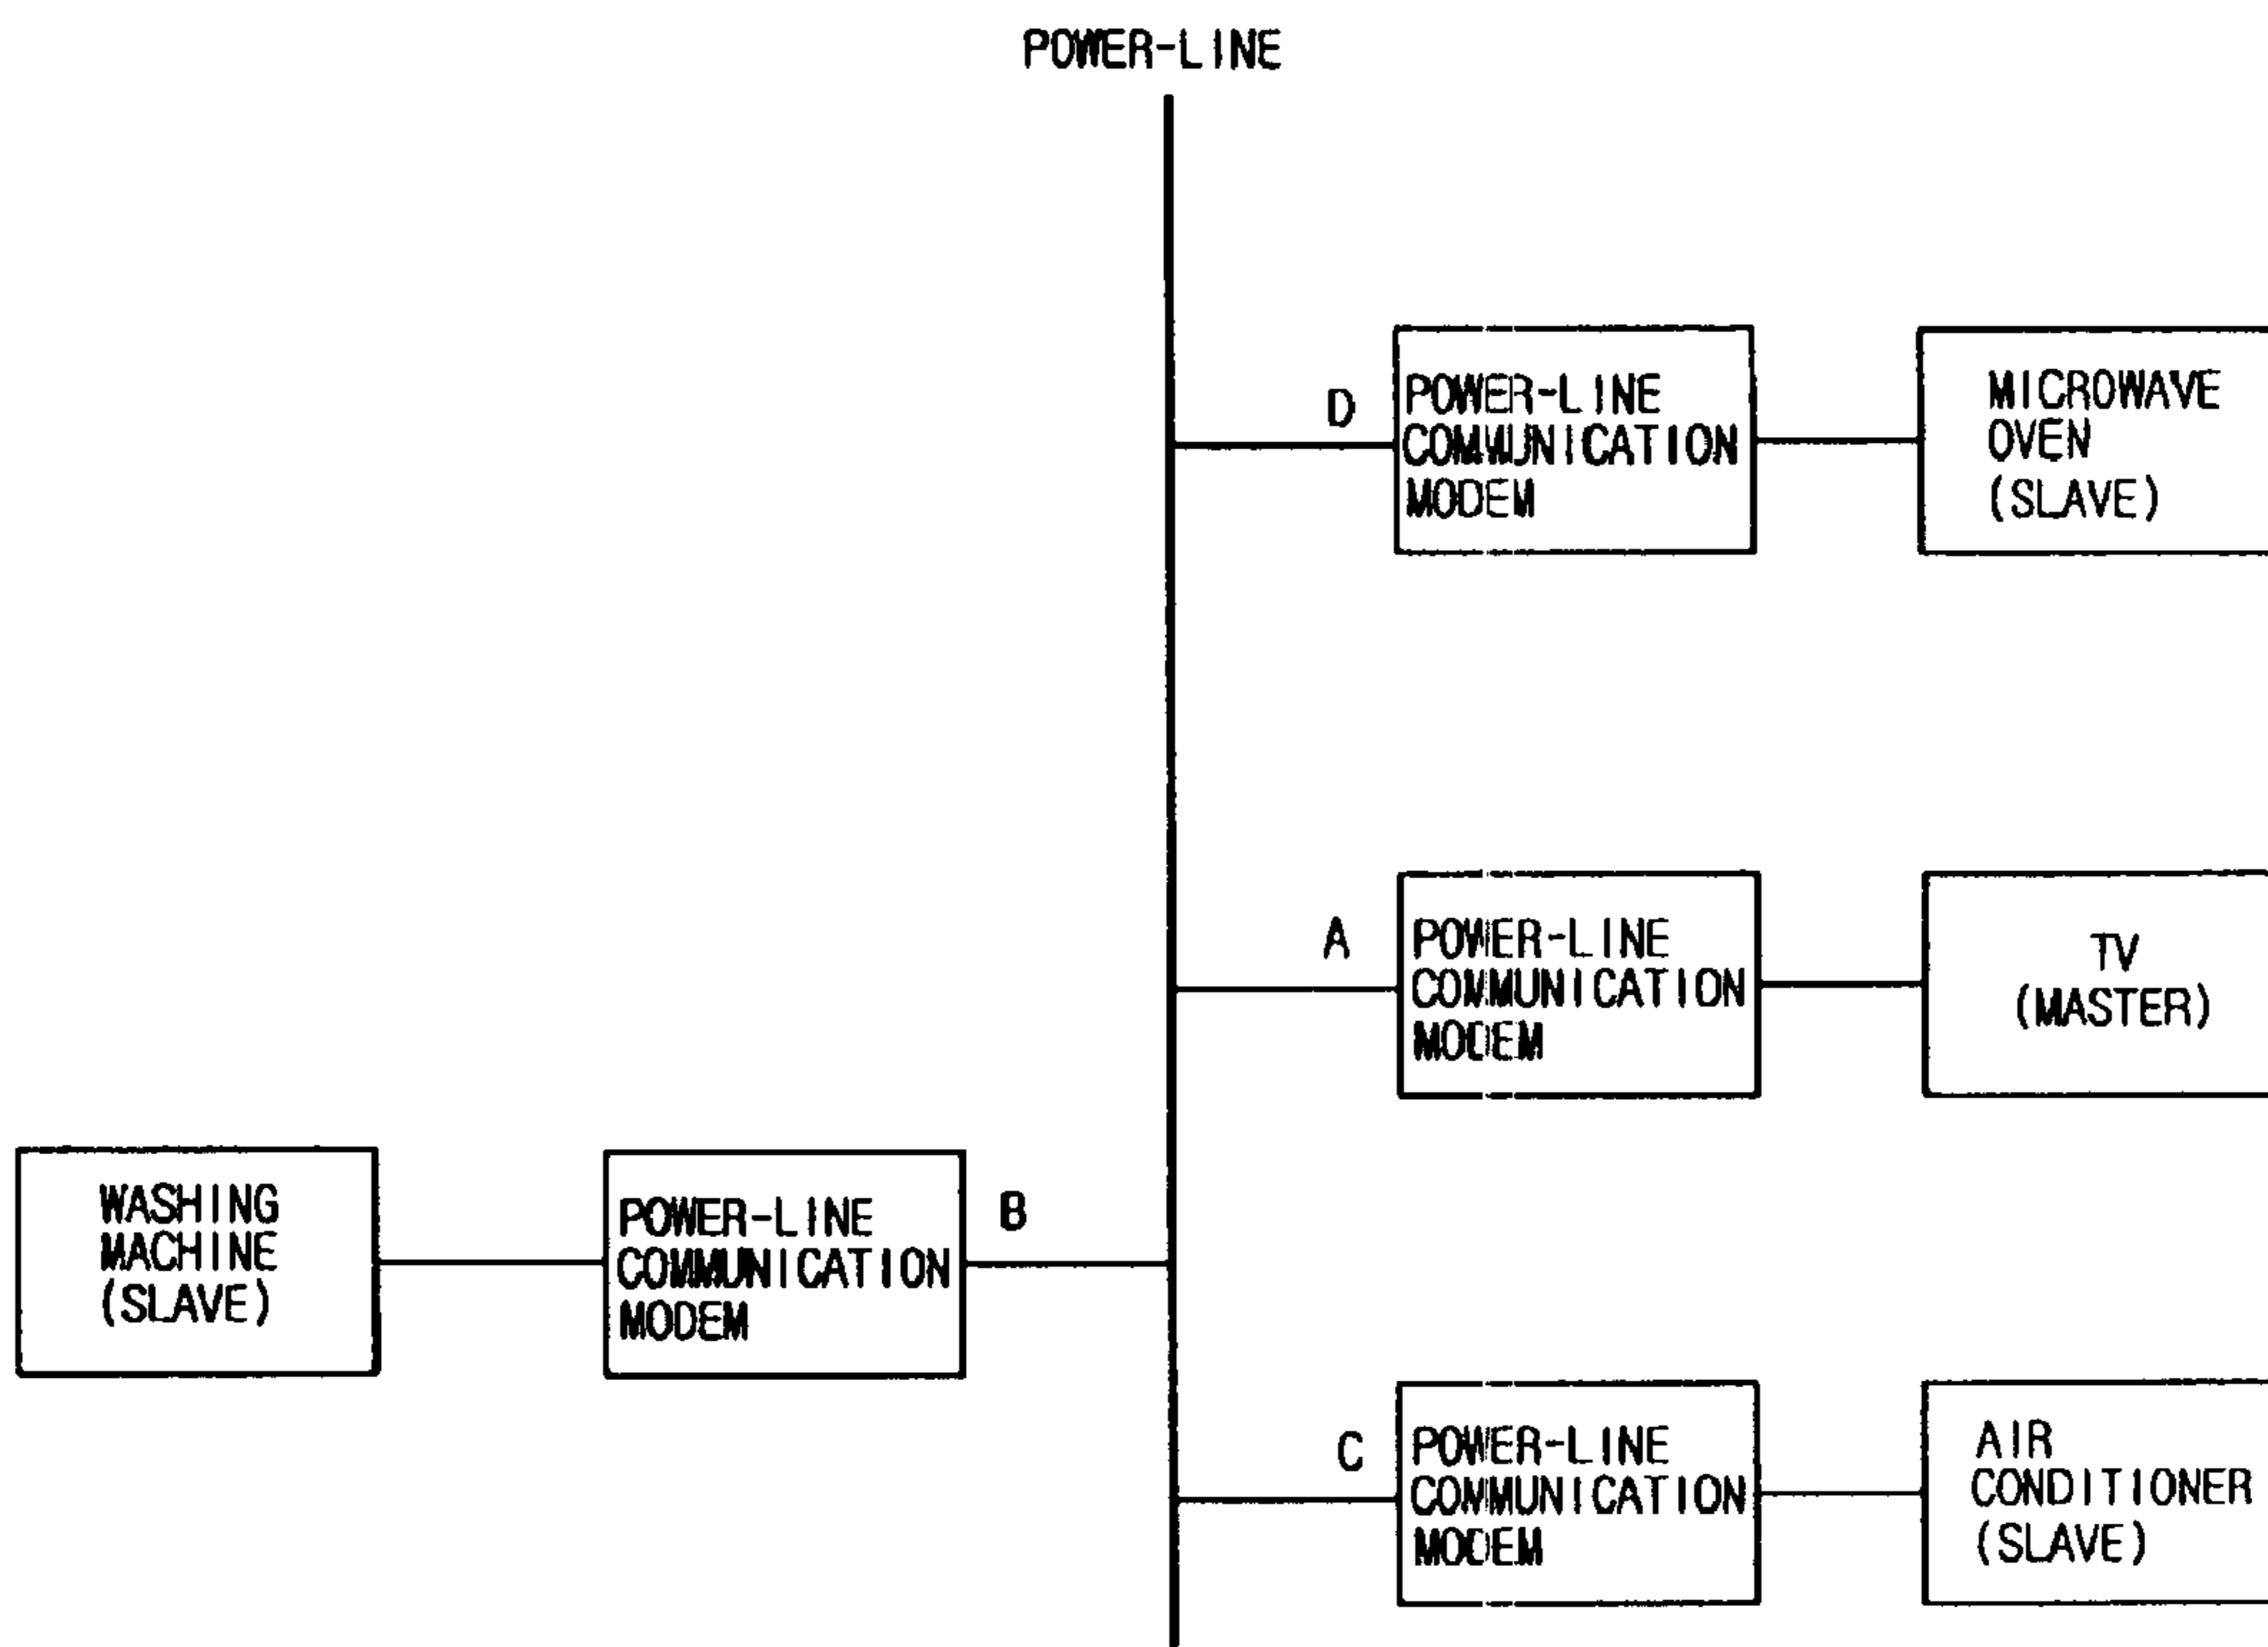 POWER-LINE
D
POWER-LINE
COMMUNICATION
MODEM
MICROWAVE
OVEN
(SLAVE)
A
POWER-LINE
COMMUNICATION
MODEM
TV
(MASTER)
WASHING
MACHINE
(SLAVE)
POWER-LINE
COMMUNICATION
MODEM
B
C
POWER-LINE
COMMUNICATION
MODEM
AIR
CONDITIONER
(SLAVE)